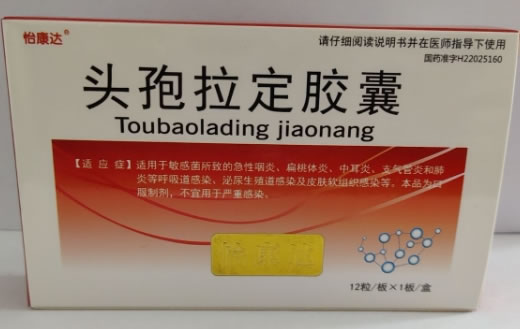 怡康达®
请仔细阅读说明书并在医师指导下使用
国药准字H22025160
头孢拉定胶囊
Toubaolading jiaonang
【适 应 症】适用于敏感菌所致的急性咽炎、扁桃体炎、中耳炎、支气管炎和肺
炎等呼吸道感染、泌尿生殖道感染及皮肤软组织感染等。本品为口
服制剂，不宜用于严重感染。
怡康达
12粒/板×1板/盒